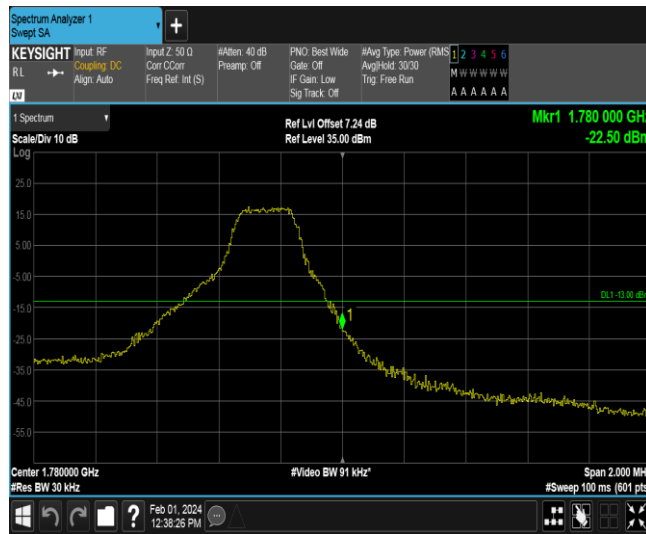 Spectrum Analyzer 1
Swept SA
KEYSIGHT
RL
LXI
Input: RF
Coupling: DC
Align: Auto
Input Z: 50 Ω
Corr CCorr
Freq Ref: Int (S)
#Atten: 40 dB
Preamp: Off
PNO: Best Wide
Gate: Off
IF Gain: Low
Sig Track: Off
#Avg Type: Power (RMS
Avg|Hold: 30/30
Trig: Free Run
1 2 3 4 5 6
M W W W W W
A A A A A A
1 Spectrum
Scale/Div 10 dB
Ref Lvl Offset 7.24 dB
Ref Level 35.00 dBm
Mkr1 1.780 000 GHz
-22.50 dBm
Log
25.0
15.0
5.00
-5.00
-15.0
-25.0
-35.0
-45.0
-55.0
DL1 -13.00 dBm
1
Center 1.780000 GHz
#Res BW 30 kHz
#Video BW 91 kHz*
Span 2.000 MH
#Sweep 100 ms (601 pts
?
Feb 01, 2024
12:38:26 PM